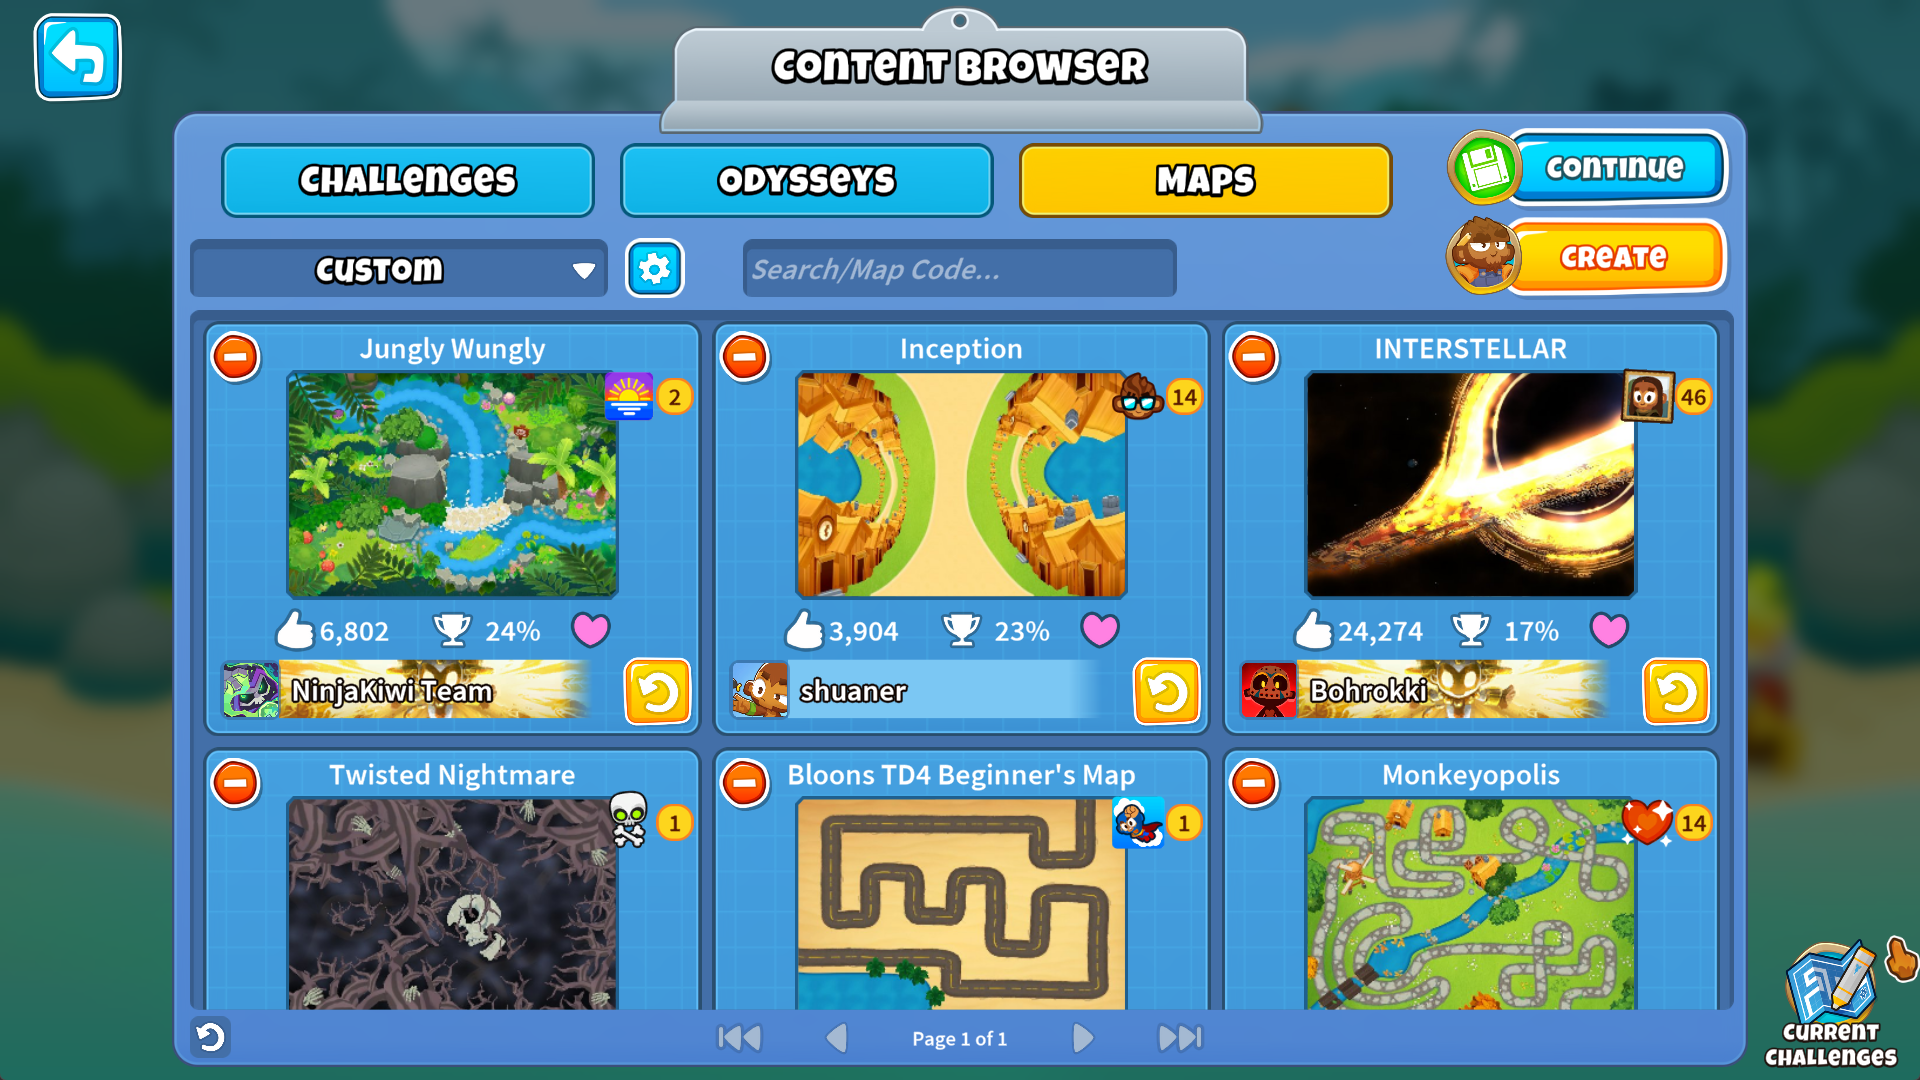 Content Browser
Challenges
Odysseys
Maps
Continue
Custom
Search/Map Code...
Create
Jungly Wungly
2
6,802
24%
NinjaKiwi Team
Inception
14
3,904
23%
shuaner
INTERSTELLAR
46
24,274
17%
Bohrokki
Twisted Nightmare
1
Bloons TD4 Beginner's Map
1
Monkeyopolis
14
Page 1 of 1
Current
Challenges